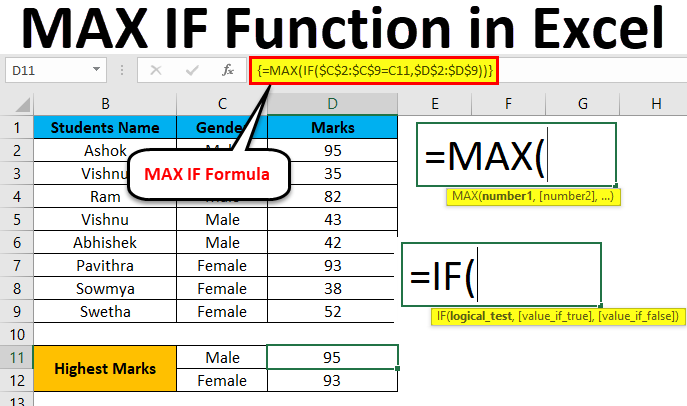 MAX IF Function in Excel
D11 fx {=MAX(IF($C$2:$C$9=C11,$D$2:$D$9))}
B C D E F G H
1 Students Name Gende Marks
2 Ashok 95
3 Vishnu 35
MAX IF Formula
4 Ram 82
5 Vishnu Male 43
6 Abhishek Male 42
7 Pavithra Female 93
8 Sowmya Female 38
9 Swetha Female 52
10
11 Highest Marks Male 95
12 Female 93
13
=MAX(
MAX(number1, [number2], ...)
=IF(
IF(logical_test, [value_if_true], [value_if_false])